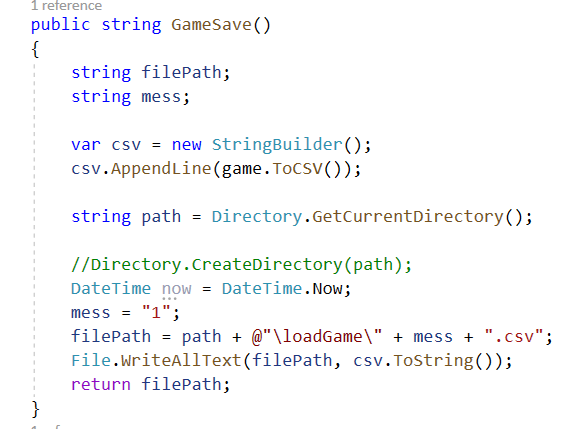 1 reference
public string GameSave()
{
string filePath;
string mess;
var csv = new StringBuilder();
csv.AppendLine(game.ToCSV());
string path = Directory.GetCurrentDirectory();
//Directory.CreateDirectory(path);
DateTime now = DateTime.Now;
mess = "1";
filePath = path + @"\loadGame\" + mess + ".csv";
File.WriteAllText(filePath, csv.ToString());
return filePath;
}